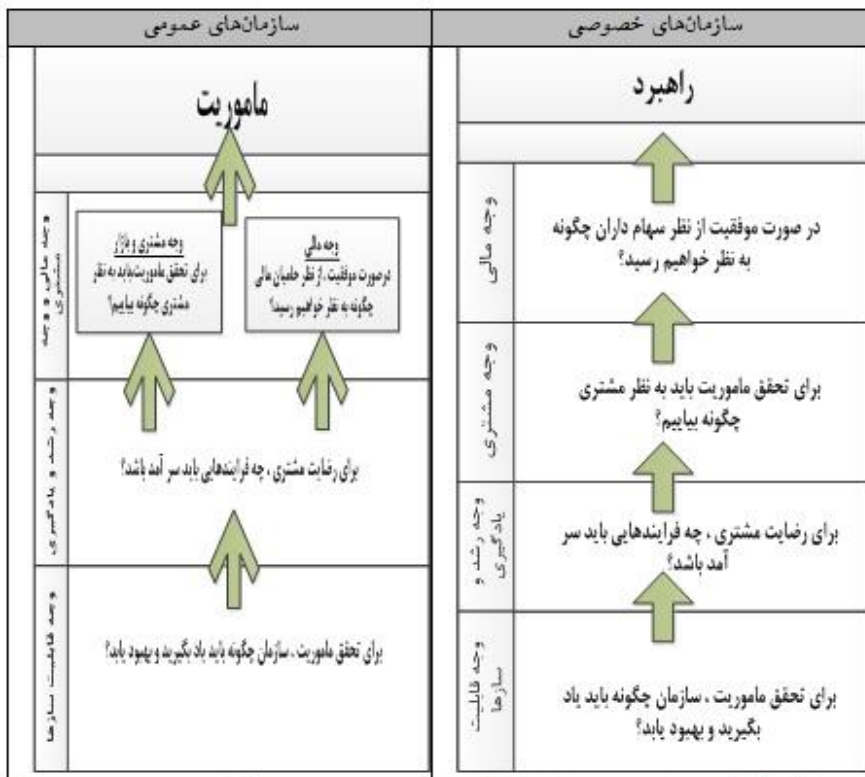 سازمان‌های خصوصی
راهبرد
وجه مالی
در صورت موفقیت از نظر سهام داران چگونه
به نظر خواهیم رسید؟
وجه مشتری
برای تحقق ماموریت باید به نظر مشتری
چگونه بیاییم؟
وجه رشد و
یادگیری
برای رضایت مشتری ، چه فرایندهایی باید سر
آمد باشد؟
وجه قابلیت
سازها
برای تحقق ماموریت ، سازمان چگونه باید یاد
بگیرید و بهبود یابد؟
سازمان‌های عمومی
ماموریت
وجه مالی و وجه
مشتری
وجه مالی
درصورت موفقیت ، از نظر حامیان مالی
چگونه به نظر خواهیم رسید؟
وجه مشتری و بازار
برای تحقق ماموریت‌باید به نظر
مشتری چگونه بیاییم؟
وجه رشد و یادگیری
برای رضایت مشتری ، چه فرایندهایی باید سر آمد باشد؟
وجه قابلیت سازها
برای تحقق ماموریت ، سازمان چگونه باید یاد بگیرید و بهبود یابد؟